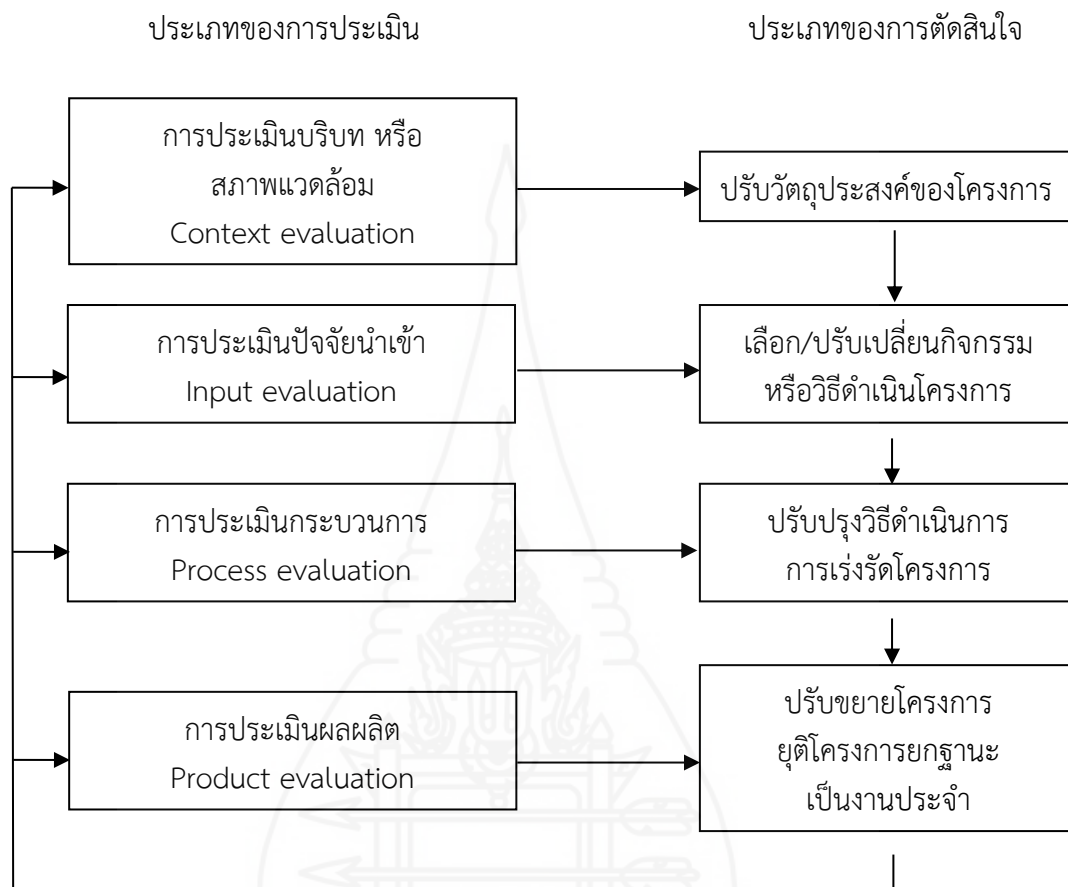 ประเภทของการประเมิน
ประเภทของการตัดสินใจ
การประเมินบริบท หรือ
สภาพแวดล้อม
Context evaluation
ปรับวัตถุประสงค์ของโครงการ
การประเมินปัจจัยนำเข้า
Input evaluation
เลือก/ปรับเปลี่ยนกิจกรรม
หรือวิธีดำเนินโครงการ
การประเมินกระบวนการ
Process evaluation
ปรับปรุงวิธีดำเนินการ
การเร่งรัดโครงการ
การประเมินผลผลิต
Product evaluation
ปรับขยายโครงการ
ยุติโครงการยกฐานะ
เป็นงานประจำ